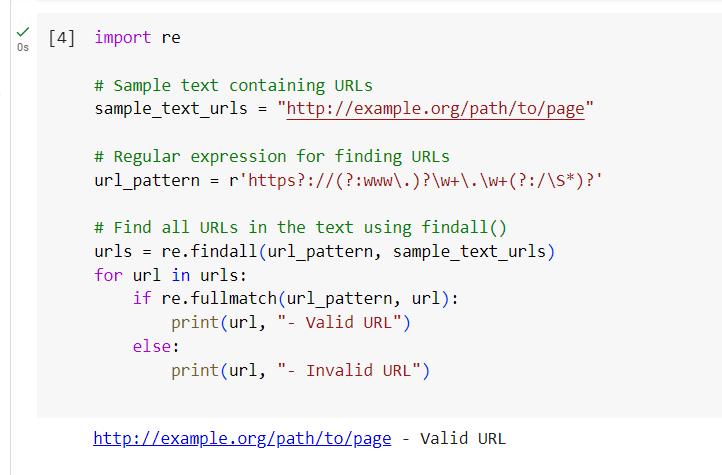 [4] import re
0s
# Sample text containing URLs
sample_text_urls = "http://example.org/path/to/page"
# Regular expression for finding URLs
url_pattern = r'https?://(?:www\.)?\w+\.\w+(?:/\S*)?'
# Find all URLs in the text using findall()
urls = re.findall(url_pattern, sample_text_urls)
for url in urls:
    if re.fullmatch(url_pattern, url):
        print(url, "- Valid URL")
    else:
        print(url, "- Invalid URL")
http://example.org/path/to/page - Valid URL